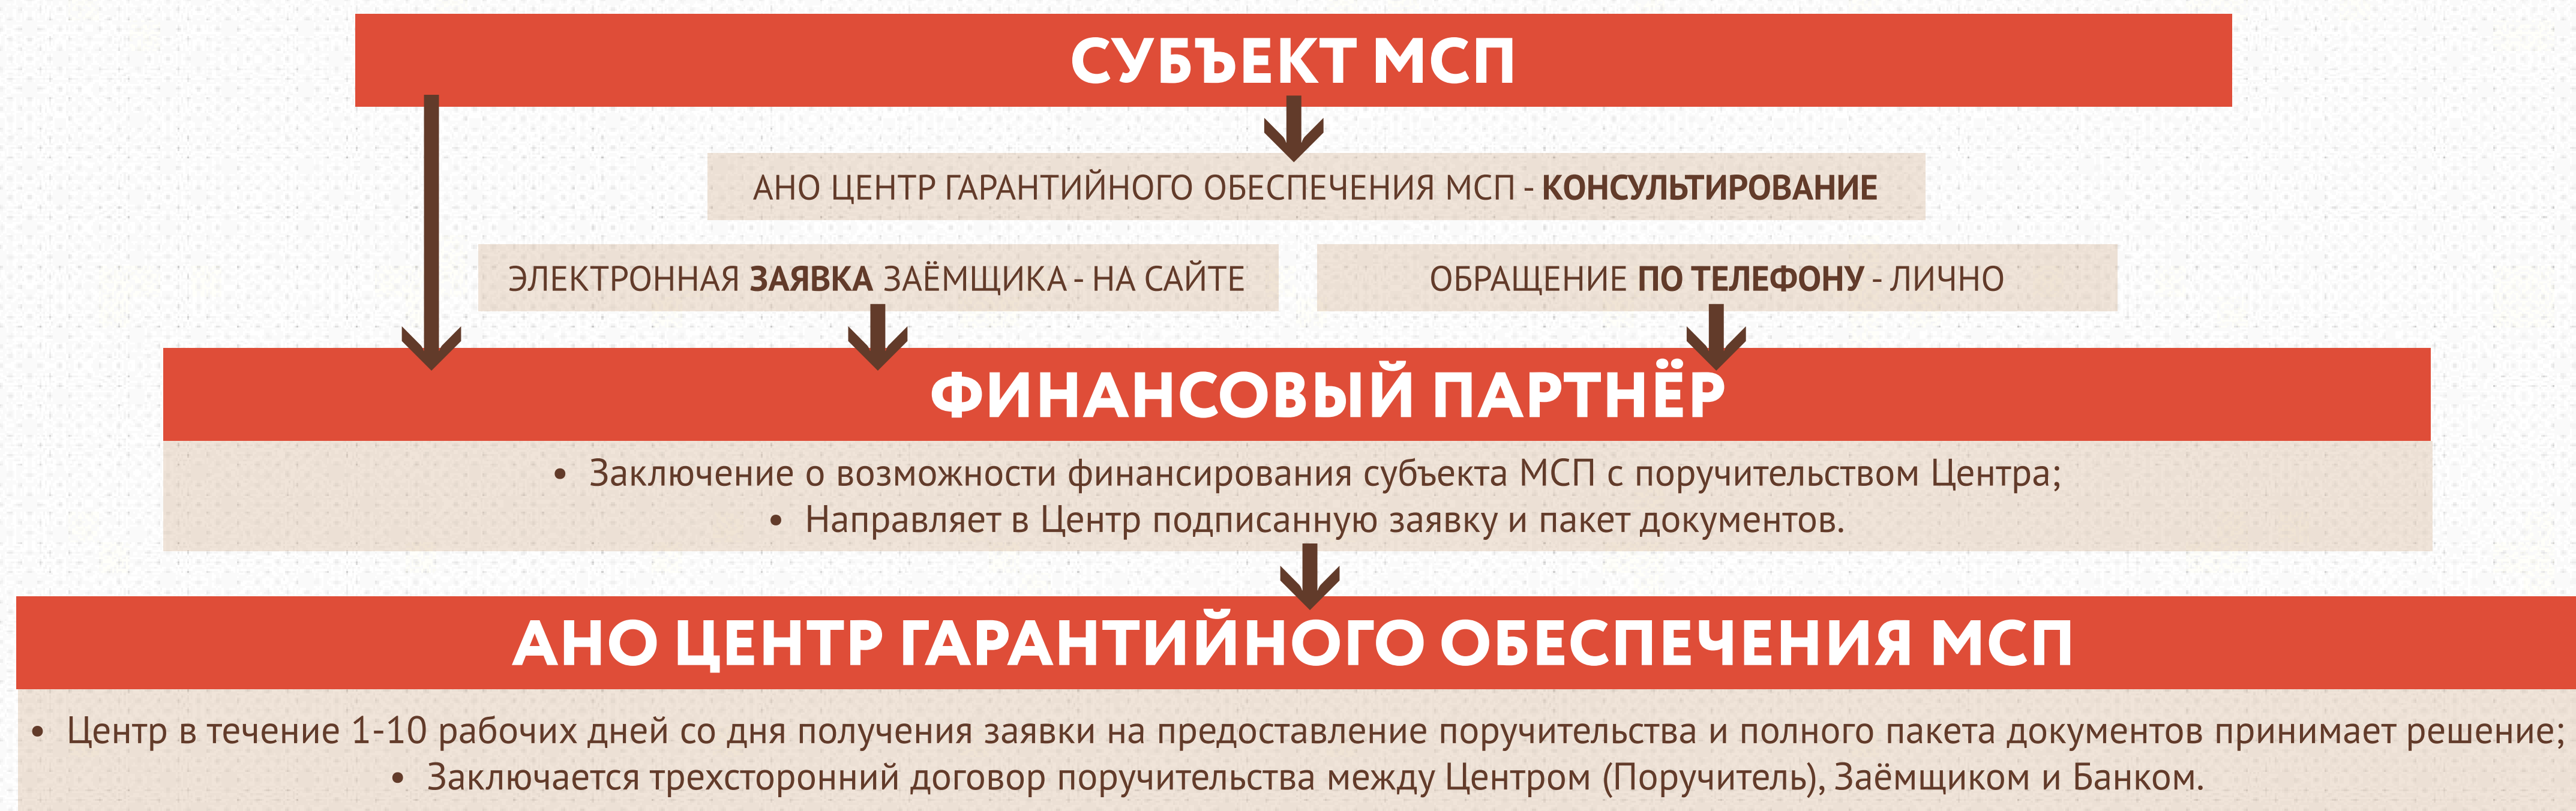 СУБЪЕКТ МСП
АНО ЦЕНТР ГАРАНТИЙНОГО ОБЕСПЕЧЕНИЯ МСП - КОНСУЛЬТИРОВАНИЕ
ЭЛЕКТРОННАЯ ЗАЯВКА ЗАЁМЩИКА - НА САЙТЕ
ОБРАЩЕНИЕ ПО ТЕЛЕФОНУ - ЛИЧНО
ФИНАНСОВЫЙ ПАРТНЁР
• Заключение о возможности финансирования субъекта МСП с поручительством Центра;
• Направляет в Центр подписанную заявку и пакет документов.
АНО ЦЕНТР ГАРАНТИЙНОГО ОБЕСПЕЧЕНИЯ МСП
• Центр в течение 1-10 рабочих дней со дня получения заявки на предоставление поручительства и полного пакета документов принимает решение;
• Заключается трехсторонний договор поручительства между Центром (Поручитель), Заёмщиком и Банком.